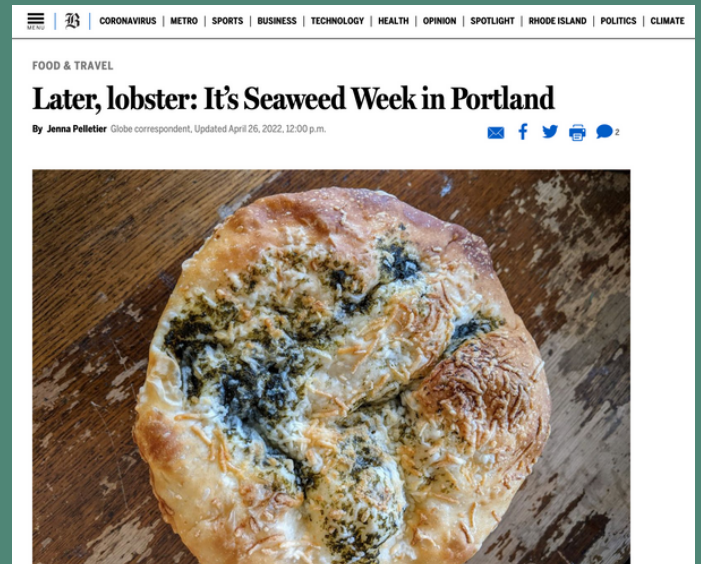 MENU
B
CORONAVIRUS | METRO | SPORTS | BUSINESS | TECHNOLOGY | HEALTH | OPINION | SPOTLIGHT | RHODE ISLAND | POLITICS | CLIMATE
FOOD & TRAVEL
Later, lobster: It's Seaweed Week in Portland
By Jenna Pelletier Globe correspondent, Updated April 26, 2022, 12:00 p.m.
2